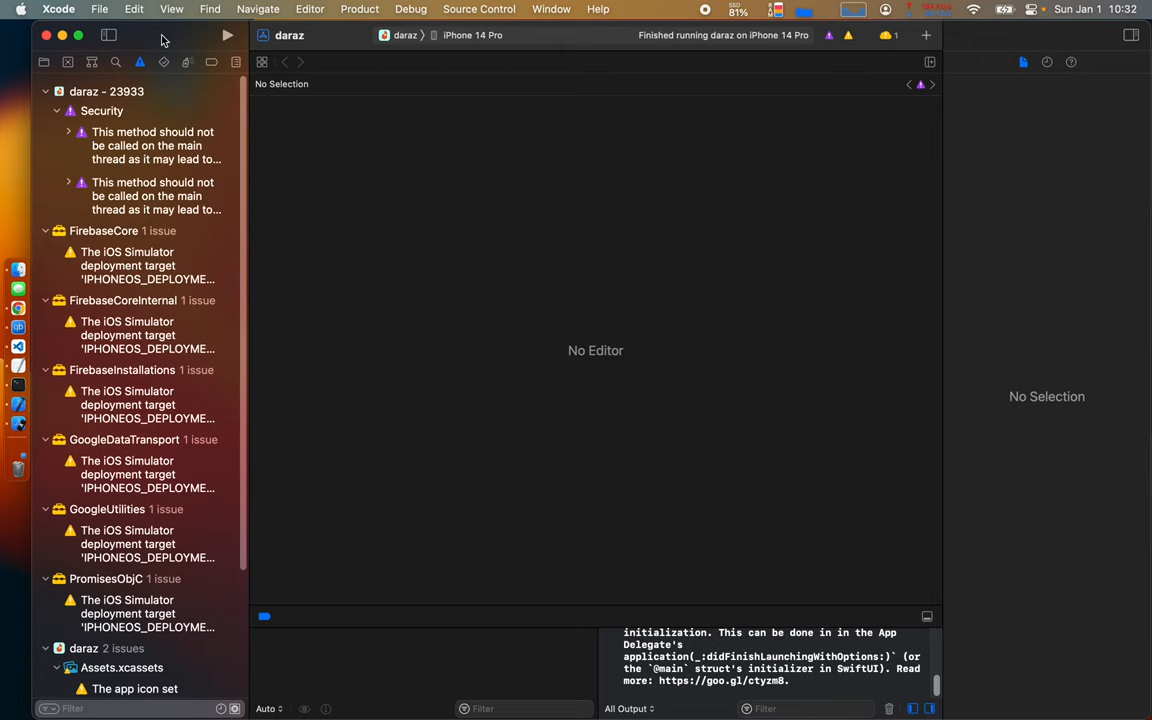 Xcode File Edit View Find Navigate Editor Product Debug Source Control Window Help SSD 81% Sun Jan 1 10:32
daraz daraz 〉 iPhone 14 Pro Finished running daraz on iPhone 14 Pro 1
No Selection
daraz - 23933
Security
This method should not
be called on the main
thread as it may lead to...
This method should not
be called on the main
thread as it may lead to...
FirebaseCore 1 issue
The iOS Simulator
deployment target
'IPHONEOS_DEPLOYME...
FirebaseCoreInternal 1 issue
The iOS Simulator
deployment target
'IPHONEOS_DEPLOYME...
FirebaseInstallations 1 issue
The iOS Simulator
deployment target
'IPHONEOS_DEPLOYME...
GoogleDataTransport 1 issue
The iOS Simulator
deployment target
'IPHONEOS_DEPLOYME...
GoogleUtilities 1 issue
The iOS Simulator
deployment target
'IPHONEOS_DEPLOYME...
PromisesObjC 1 issue
The iOS Simulator
deployment target
'IPHONEOS_DEPLOYME...
daraz 2 issues
Assets.xcassets
The app icon set
Filter
No Editor
No Selection
initialization. This can be done in in the App
Delegate's
application(_:didFinishLaunchingWithOptions:)` (or
the `@main` struct's initializer in SwiftUI). Read
more: https://goo.gl/ctyzm8.
Auto Filter All Output Filter